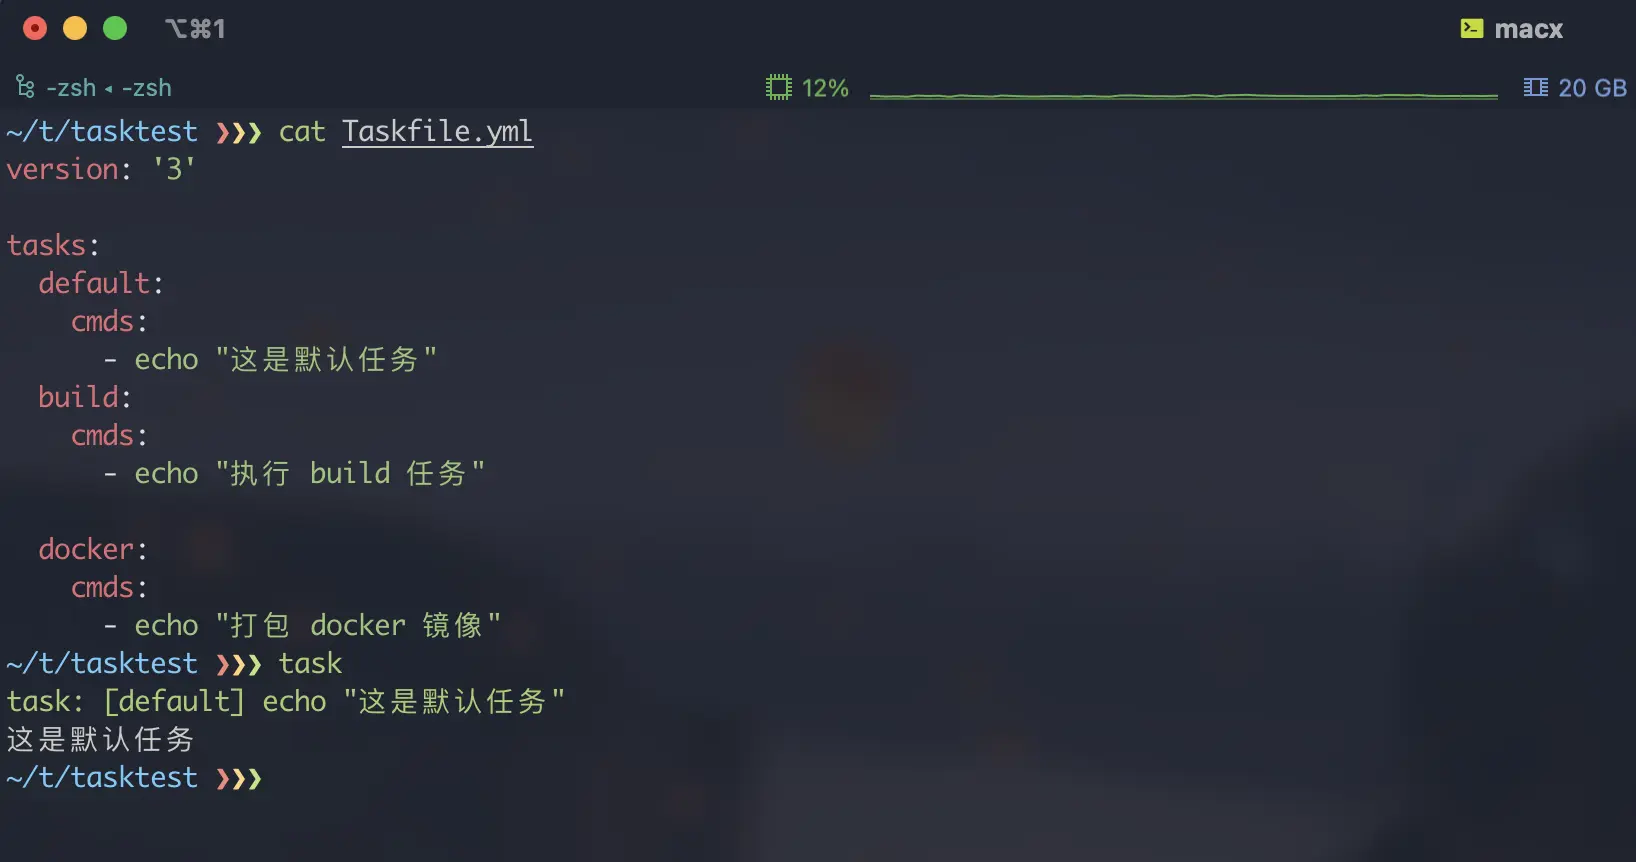 ⌥⌘1
macx
-zsh ◂ -zsh
12%
20 GB
~/t/tasktest ❯❯❯ cat Taskfile.yml
version: '3'
tasks:
  default:
    cmds:
      - echo "这是默认任务"
  build:
    cmds:
      - echo "执行 build 任务"
  docker:
    cmds:
      - echo "打包 docker 镜像"
~/t/tasktest ❯❯❯ task
task: [default] echo "这是默认任务"
这是默认任务
~/t/tasktest ❯❯❯